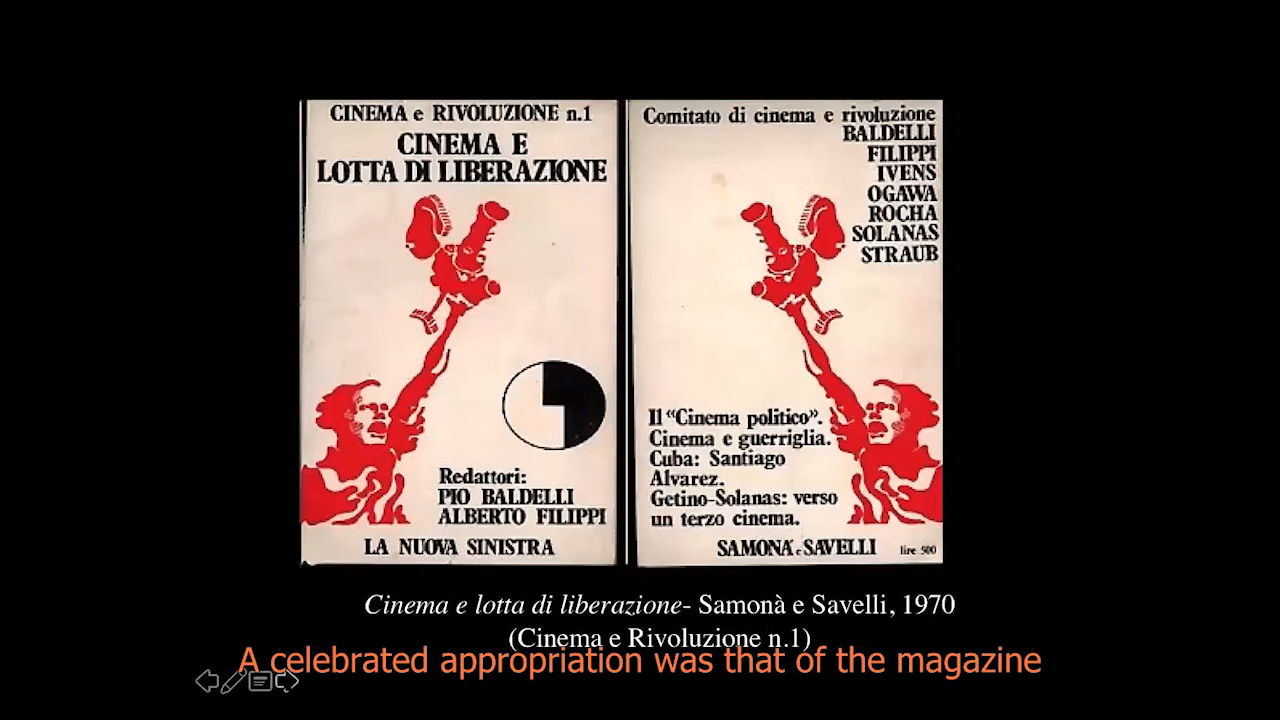 CINEMA e RIVOLUZIONE n.1
CINEMA E
LOTTA DI LIBERAZIONE
Redattori:
PIO BALDELLI
ALBERTO FILIPPI
LA NUOVA SINISTRA
Comitato di cinema e rivoluzione
BALDELLI
FILIPPI
IVENS
OGAWA
ROCHA
SOLANAS
STRAUB
Il "Cinema politico".
Cinema e guerriglia.
Cuba: Santiago
Alvarez.
Getino-Solanas: verso
un terzo cinema.
SAMONA' e SAVELLI
lire 500
Cinema e lotta di liberazione- Samonà e Savelli, 1970
(Cinema e Rivoluzione n.1)
A celebrated appropriation was that of the magazine